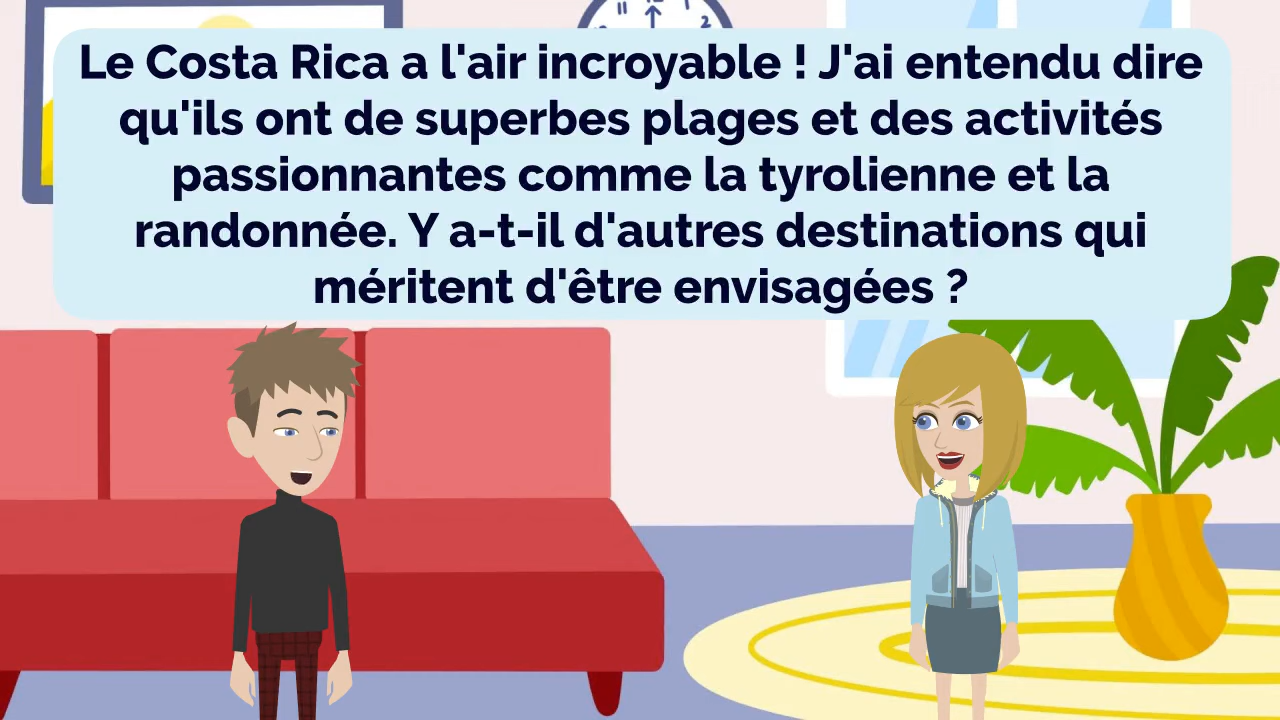 Le Costa Rica a l'air incroyable ! J'ai entendu dire
qu'ils ont de superbes plages et des activités
passionnantes comme la tyrolienne et la
randonnée. Y a-t-il d'autres destinations qui
méritent d'être envisagées ?